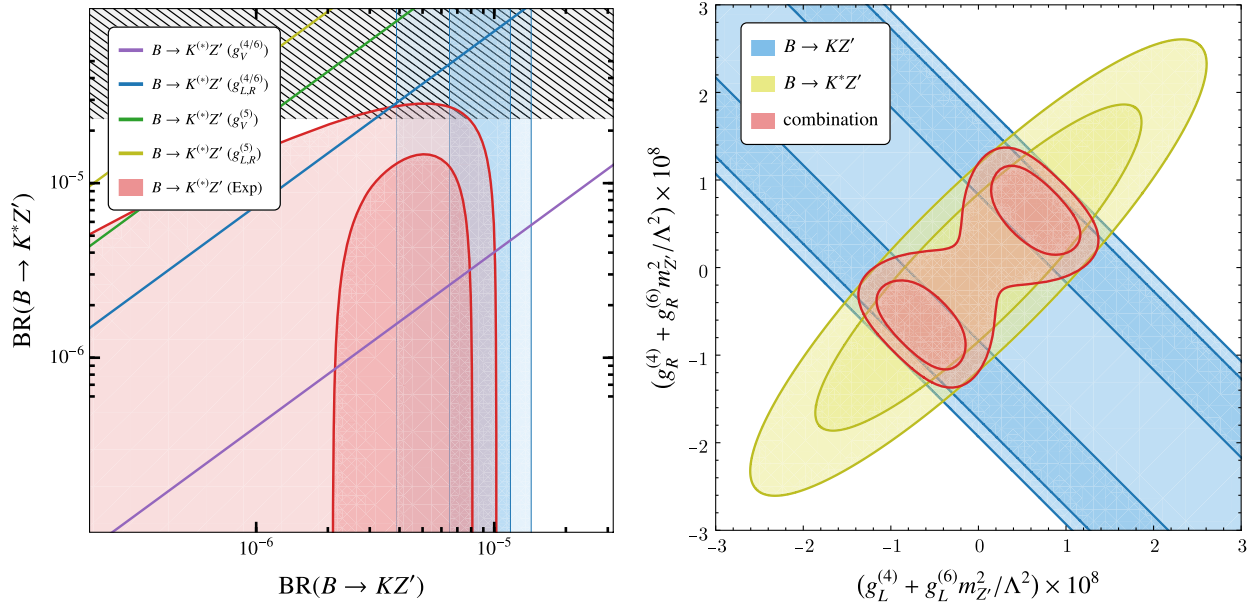 B → K^(*)Z′ (g_V^(4/6))
B → K^(*)Z′ (g_{L,R}^(4/6))
B → K^(*)Z′ (g_V^(5))
B → K^(*)Z′ (g_{L,R}^(5))
B → K^(*)Z′ (Exp)
BR(B → K^*Z′)
10^−5
10^−6
10^−6
10^−5
BR(B → KZ′)
B → KZ′
B → K^*Z′
combination
(g_R^(4) + g_R^(6) m_{Z′}^2/Λ^2) × 10^8
3
2
1
0
−1
−2
−3
−3
−2
−1
0
1
2
3
(g_L^(4) + g_L^(6) m_{Z′}^2/Λ^2) × 10^8